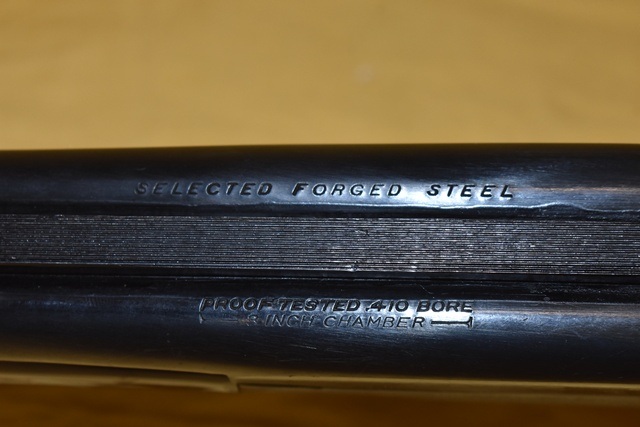 SELECTED FORGED STEEL
PROOF-TESTED .410 BORE
3 INCH CHAMBER